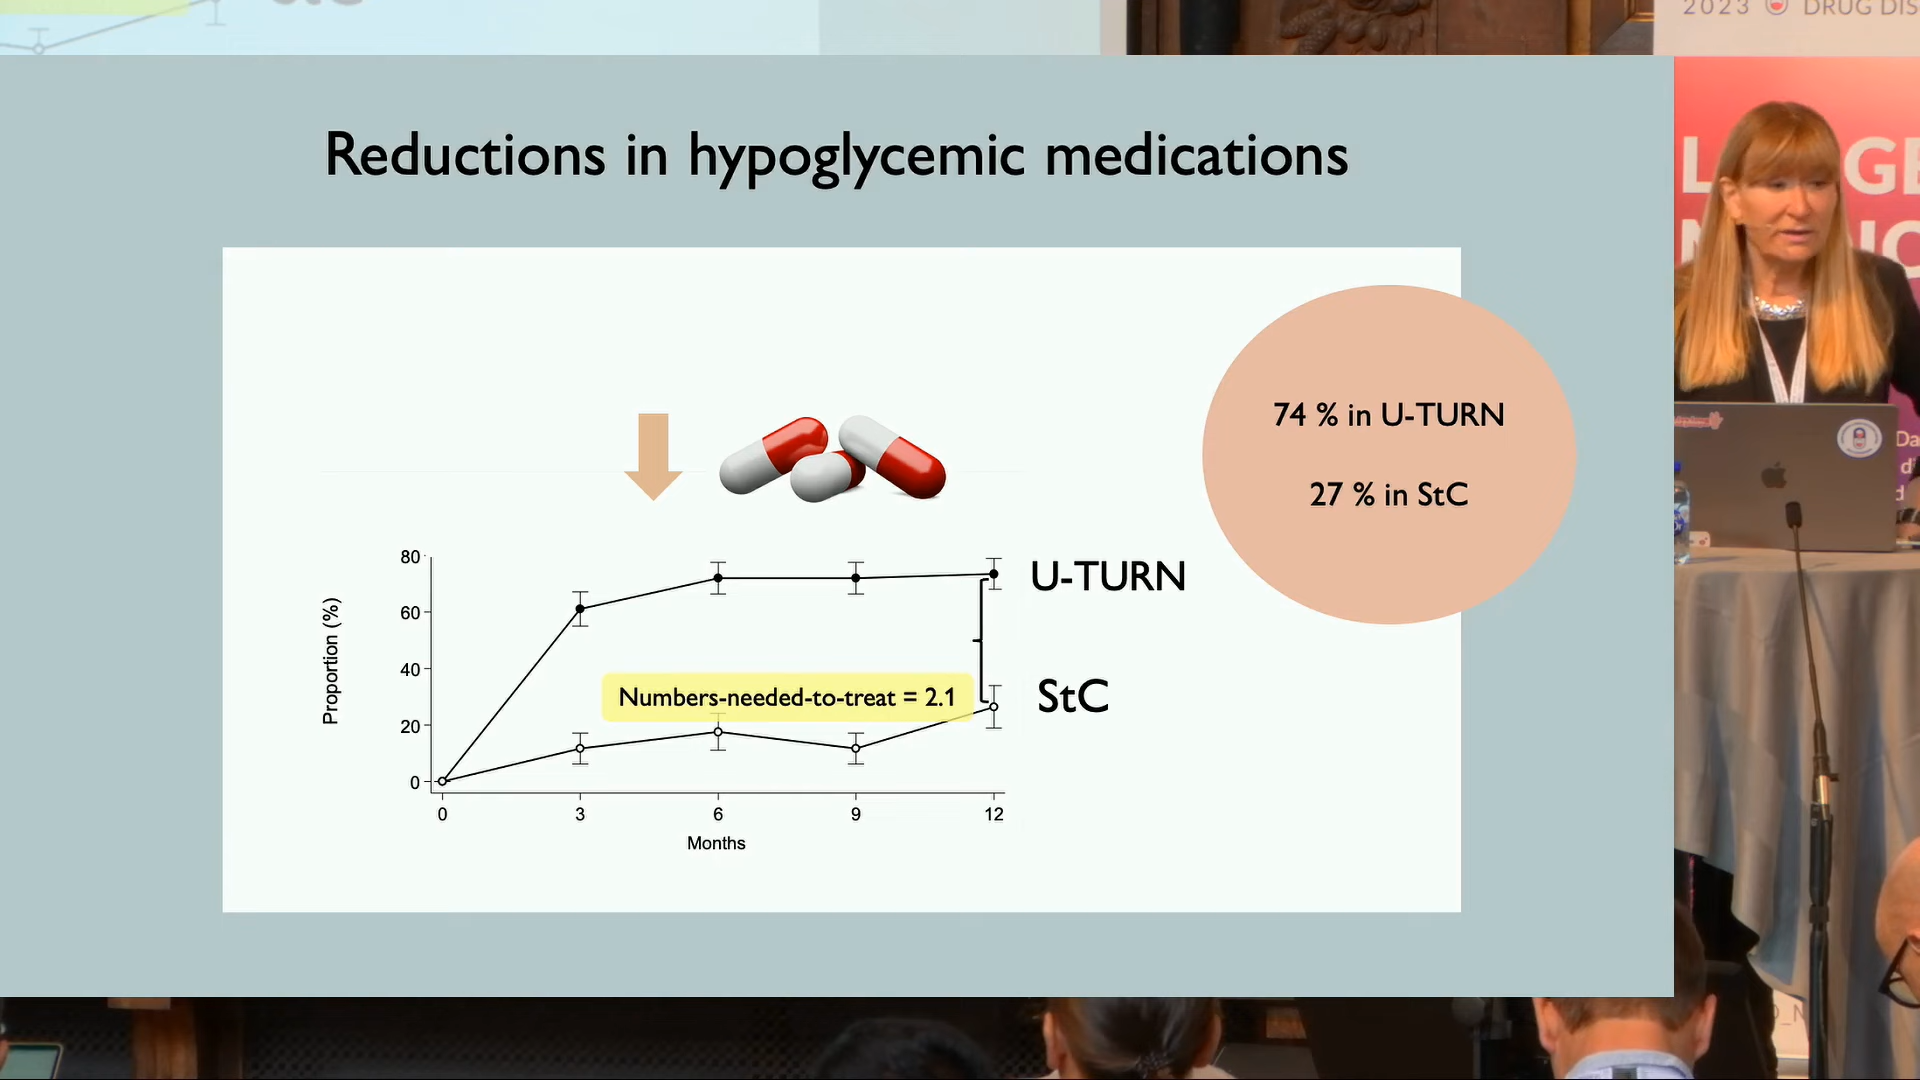 2023 DRUG DIS
Reductions in hypoglycemic medications
74 % in U-TURN
27 % in StC
80
60
40
20
0
Proportion (%)
U-TURN
StC
Numbers-needed-to-treat = 2.1
0 3 6 9 12
Months